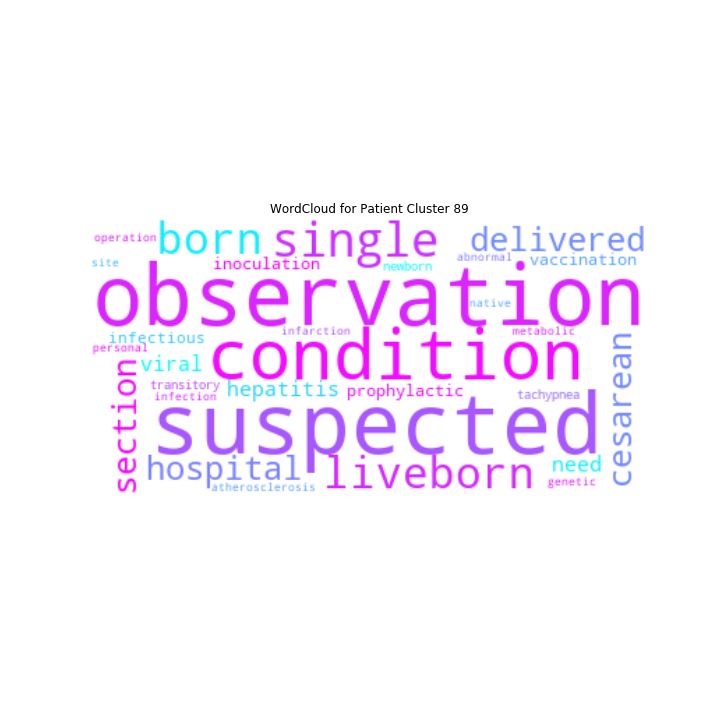 WordCloud for Patient Cluster 89
operation
born
single
delivered
site
inoculation
newborn
abnormal
vaccination
observation
native
infectious
infarction
metabolic
personal
viral
condition
transitory
infection
hepatitis
prophylactic
tachypnea
section
suspected
cesarean
hospital
liveborn
need
atherosclerosis
genetic